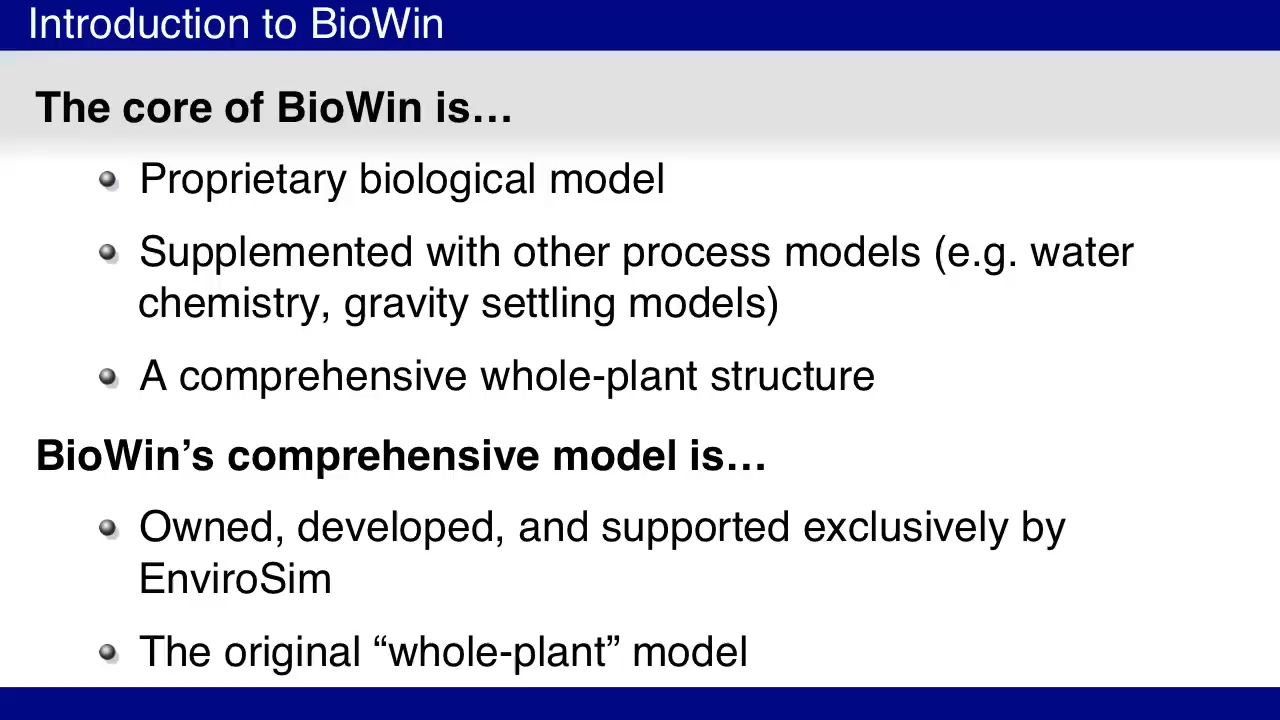 Introduction to BioWin
The core of BioWin is…
Proprietary biological model
Supplemented with other process models (e.g. water
chemistry, gravity settling models)
A comprehensive whole-plant structure
BioWin’s comprehensive model is…
Owned, developed, and supported exclusively by
EnviroSim
The original “whole-plant” model